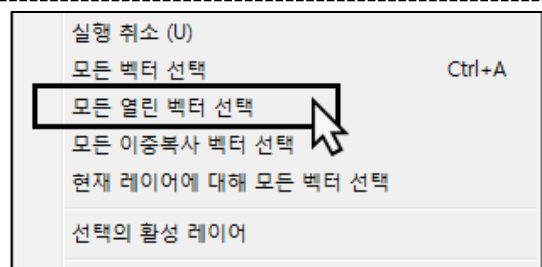 실행 취소 (U)
모든 벡터 선택 Ctrl+A
모든 열린 벡터 선택
모든 이중복사 벡터 선택
현재 레이어에 대해 모든 벡터 선택
선택의 활성 레이어